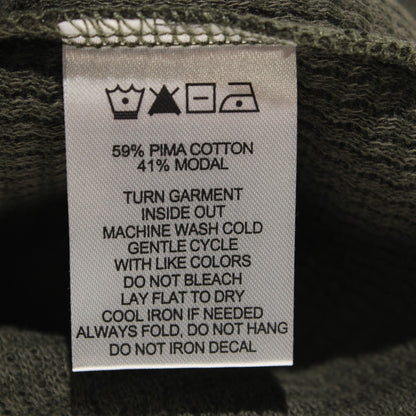 59% PIMA COTTON
41% MODAL
TURN GARMENT
INSIDE OUT
MACHINE WASH COLD
GENTLE CYCLE
WITH LIKE COLORS
DO NOT BLEACH
LAY FLAT TO DRY
COOL IRON IF NEEDED
ALWAYS FOLD, DO NOT HANG
DO NOT IRON DECAL